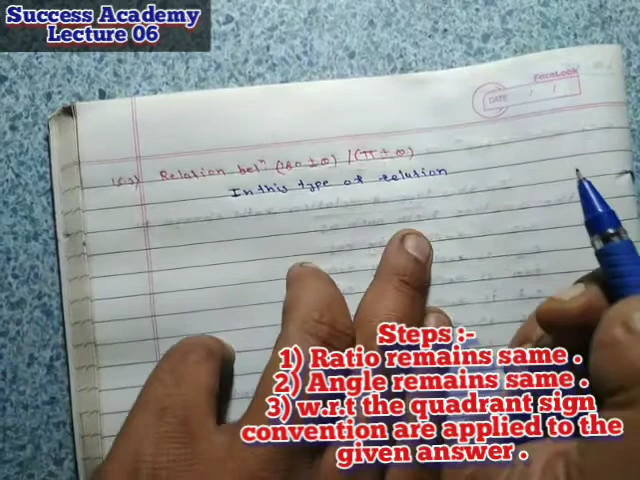 Success Academy
Lecture 06
DATE / /
Relation betn (180 ± θ) / (π ± θ)
In this type of relation
Steps :-
1) Ratio remains same .
2) Angle remains same .
3) w.r.t the quadrant sign
convention are applied to the
given answer .